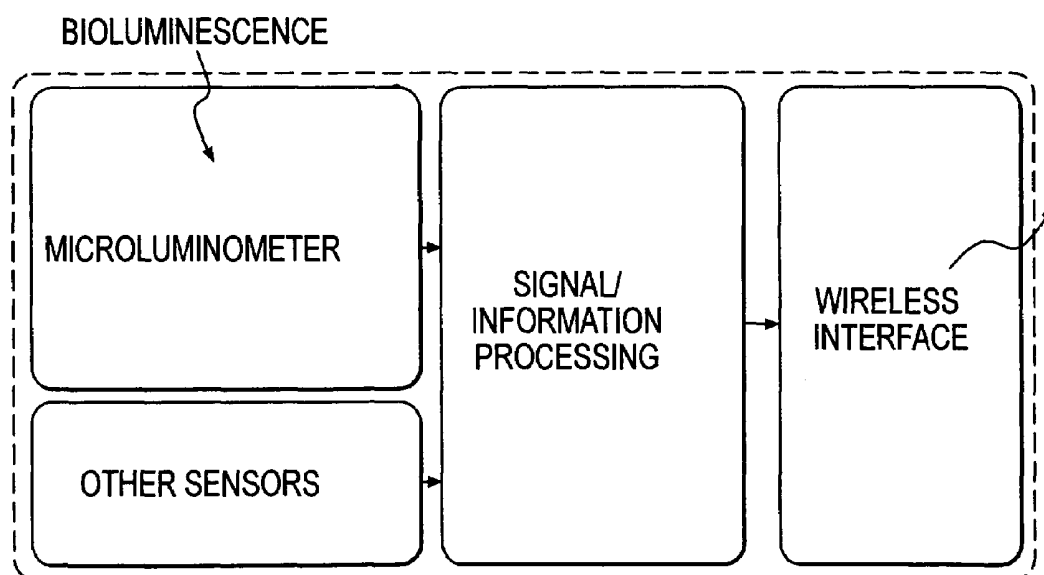 BIOLUMINESCENCE
MICROLUMINOMETER
OTHER SENSORS
SIGNAL/
INFORMATION
PROCESSING
WIRELESS
INTERFACE